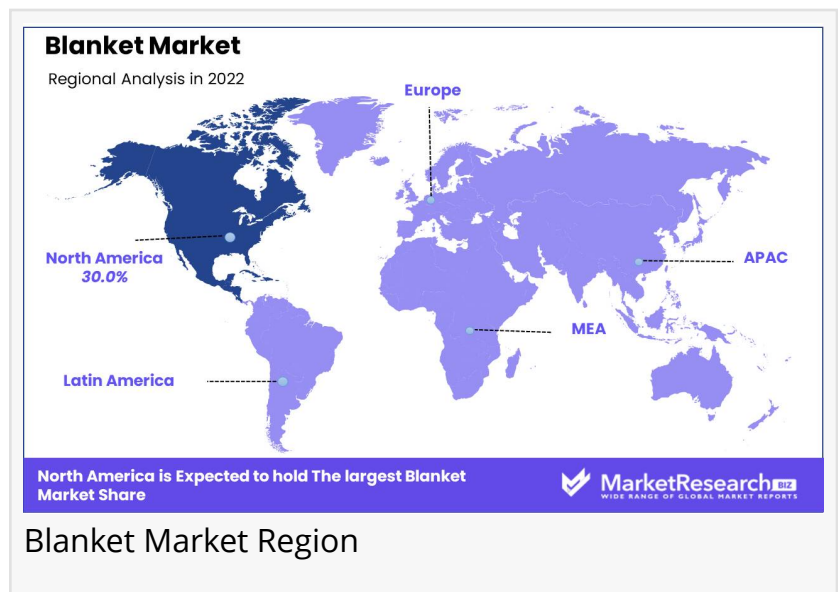 Blanket Market
Regional Analysis in 2022
Europe
North America
30.0%
APAC
MEA
Latin America
North America is Expected to hold The largest Blanket
Market Share
MarketResearch BIZ
WIDE RANGE OF GLOBAL MARKET REPORTS
Blanket Market Region